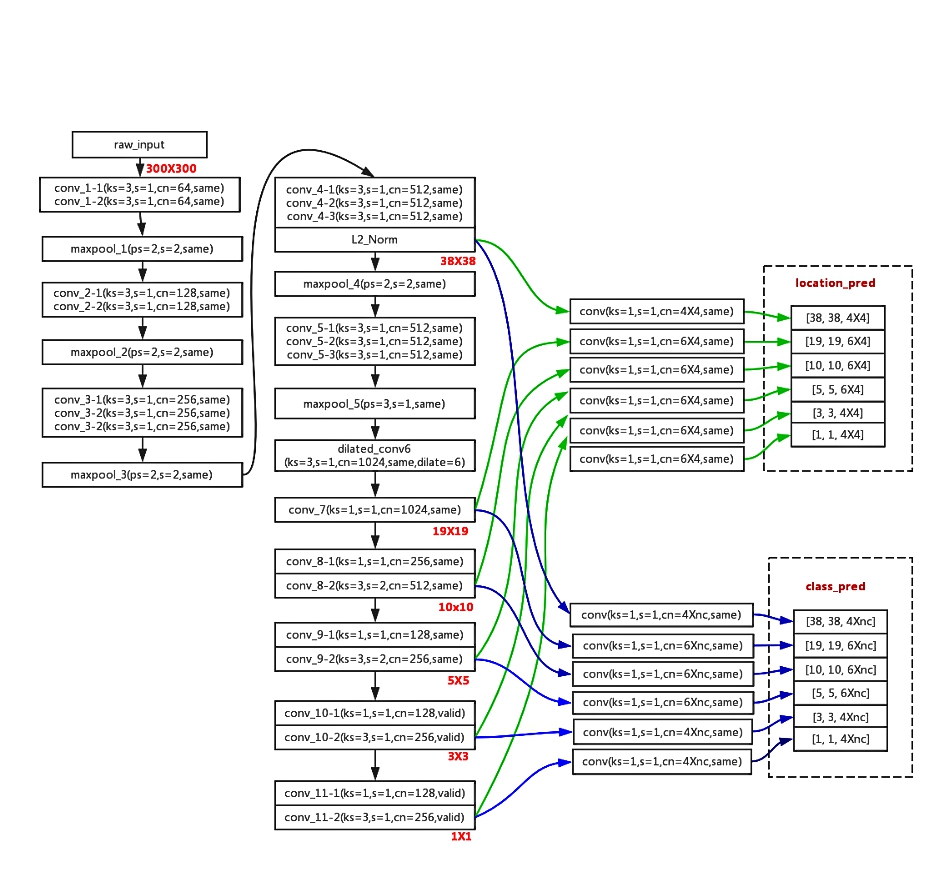 raw_input
300X300
conv_1-1(ks=3,s=1,cn=64,same)
conv_1-2(ks=3,s=1,cn=64,same)
maxpool_1(ps=2,s=2,same)
conv_2-1(ks=3,s=1,cn=128,same)
conv_2-2(ks=3,s=1,cn=128,same)
maxpool_2(ps=2,s=2,same)
conv_3-1(ks=3,s=1,cn=256,same)
conv_3-2(ks=3,s=1,cn=256,same)
conv_3-2(ks=3,s=1,cn=256,same)
maxpool_3(ps=2,s=2,same)
conv_4-1(ks=3,s=1,cn=512,same)
conv_4-2(ks=3,s=1,cn=512,same)
conv_4-3(ks=3,s=1,cn=512,same)
L2_Norm
38X38
maxpool_4(ps=2,s=2,same)
conv_5-1(ks=3,s=1,cn=512,same)
conv_5-2(ks=3,s=1,cn=512,same)
conv_5-3(ks=3,s=1,cn=512,same)
maxpool_5(ps=3,s=1,same)
dilated_conv6
(ks=3,s=1,cn=1024,same,dilate=6)
conv_7(ks=1,s=1,cn=1024,same)
19X19
conv_8-1(ks=1,s=1,cn=256,same)
conv_8-2(ks=3,s=2,cn=512,same)
10x10
conv_9-1(ks=1,s=1,cn=128,same)
conv_9-2(ks=3,s=2,cn=256,same)
5X5
conv_10-1(ks=1,s=1,cn=128,valid)
conv_10-2(ks=3,s=1,cn=256,valid)
3X3
conv_11-1(ks=1,s=1,cn=128,valid)
conv_11-2(ks=3,s=1,cn=256,valid)
1X1
conv(ks=1,s=1,cn=4X4,same)
conv(ks=1,s=1,cn=6X4,same)
conv(ks=1,s=1,cn=6X4,same)
conv(ks=1,s=1,cn=6X4,same)
conv(ks=1,s=1,cn=6X4,same)
conv(ks=1,s=1,cn=6X4,same)
location_pred
[38, 38, 4X4]
[19, 19, 6X4]
[10, 10, 6X4]
[5, 5, 6X4]
[3, 3, 4X4]
[1, 1, 4X4]
conv(ks=1,s=1,cn=4Xnc,same)
conv(ks=1,s=1,cn=6Xnc,same)
conv(ks=1,s=1,cn=6Xnc,same)
conv(ks=1,s=1,cn=6Xnc,same)
conv(ks=1,s=1,cn=4Xnc,same)
conv(ks=1,s=1,cn=4Xnc,same)
class_pred
[38, 38, 4Xnc]
[19, 19, 6Xnc]
[10, 10, 6Xnc]
[5, 5, 6Xnc]
[3, 3, 4Xnc]
[1, 1, 4Xnc]